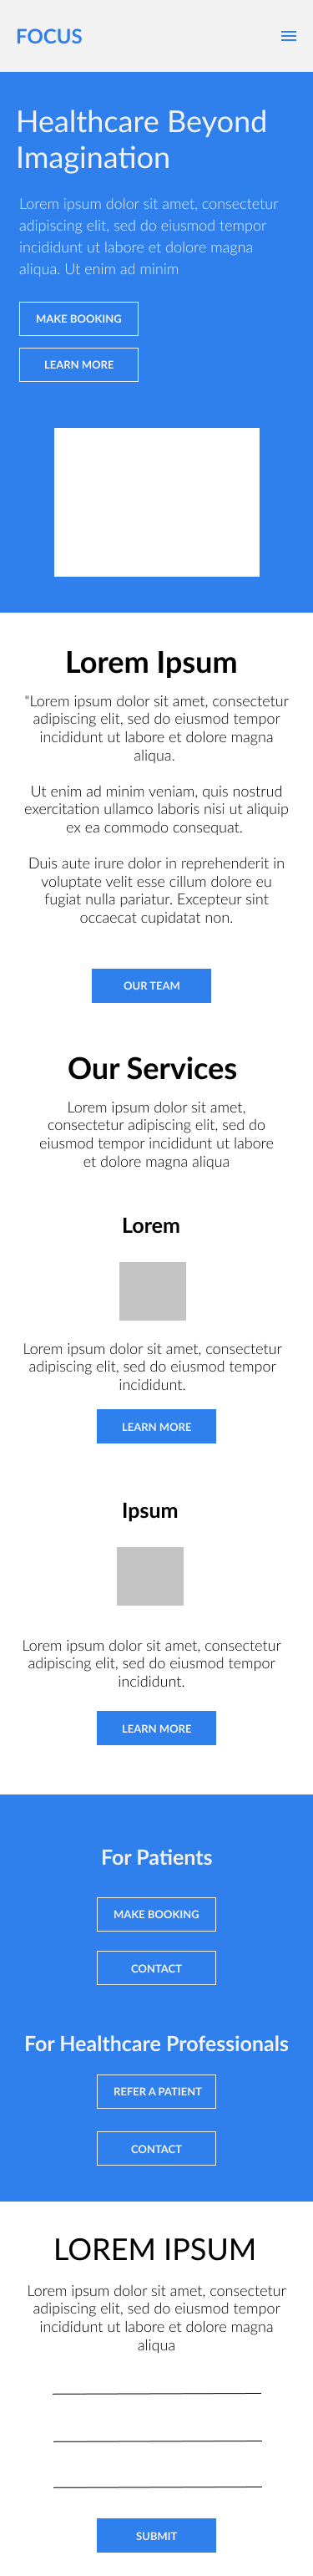 FOCUS
Healthcare Beyond
Imagination
Lorem ipsum dolor sit amet, consectetur
adipiscing elit, sed do eiusmod tempor
incididunt ut labore et dolore magna
aliqua. Ut enim ad minim
MAKE BOOKING
LEARN MORE
Lorem Ipsum
"Lorem ipsum dolor sit amet, consectetur
adipiscing elit, sed do eiusmod tempor
incididunt ut labore et dolore magna
aliqua.
Ut enim ad minim veniam, quis nostrud
exercitation ullamco laboris nisi ut aliquip
ex ea commodo consequat.
Duis aute irure dolor in reprehenderit in
voluptate velit esse cillum dolore eu
fugiat nulla pariatur. Excepteur sint
occaecat cupidatat non.
OUR TEAM
Our Services
Lorem ipsum dolor sit amet,
consectetur adipiscing elit, sed do
eiusmod tempor incididunt ut labore
et dolore magna aliqua
Lorem
Lorem ipsum dolor sit amet, consectetur
adipiscing elit, sed do eiusmod tempor
incididunt.
LEARN MORE
Ipsum
Lorem ipsum dolor sit amet, consectetur
adipiscing elit, sed do eiusmod tempor
incididunt.
LEARN MORE
For Patients
MAKE BOOKING
CONTACT
For Healthcare Professionals
REFER A PATIENT
CONTACT
LOREM IPSUM
Lorem ipsum dolor sit amet, consectetur
adipiscing elit, sed do eiusmod tempor
incididunt ut labore et dolore magna
aliqua
SUBMIT